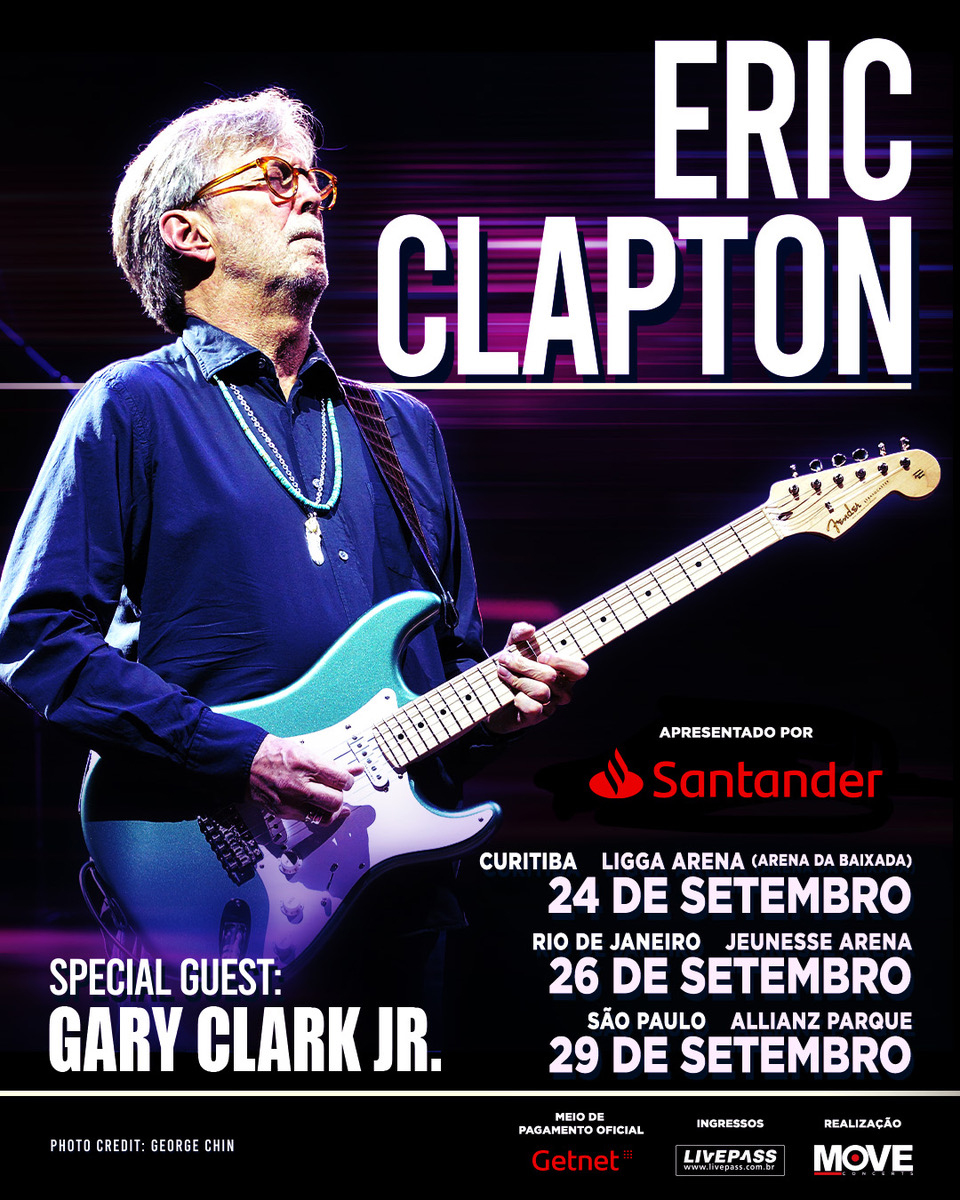 ERIC
CLAPTON
Fender
STRATOCASTER
APRESENTADO POR
Santander
CURITIBA LIGGA ARENA (ARENA DA BAIXADA)
24 DE SETEMBRO
RIO DE JANEIRO JEUNESSE ARENA
26 DE SETEMBRO
SÃO PAULO ALLIANZ PARQUE
29 DE SETEMBRO
SPECIAL GUEST:
GARY CLARK JR.
PHOTO CREDIT: GEORGE CHIN
MEIO DE
PAGAMENTO OFICIAL
Getnet
INGRESSOS
LIVEPASS
www.livepass.com.br
REALIZAÇÃO
MOVE
CONCERTS